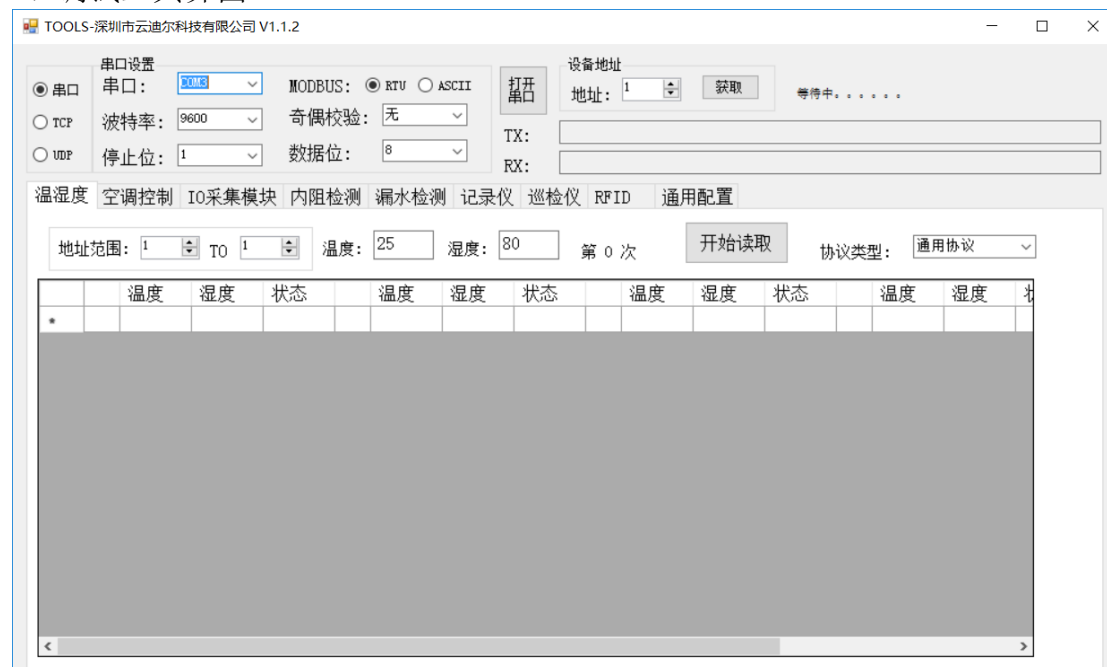 TOOLS-深圳市云迪尔科技有限公司 V1.1.2
串口设置
设备地址
串口 串口: COM3 MODBUS: RTU ASCII 打开串口 地址: 1 获取 等待中。。。。。。
TCP 波特率: 9600 奇偶校验: 无
TX:
UDP 停止位: 1 数据位: 8
RX:
温湿度 空调控制 IO采集模块 内阻检测 漏水检测 记录仪 巡检仪 RFID 通用配置
地址范围: 1 TO 1 温度: 25 湿度: 80 第 0 次 开始读取 协议类型: 通用协议
温度 湿度 状态 温度 湿度 状态 温度 湿度 状态 温度 湿度
*